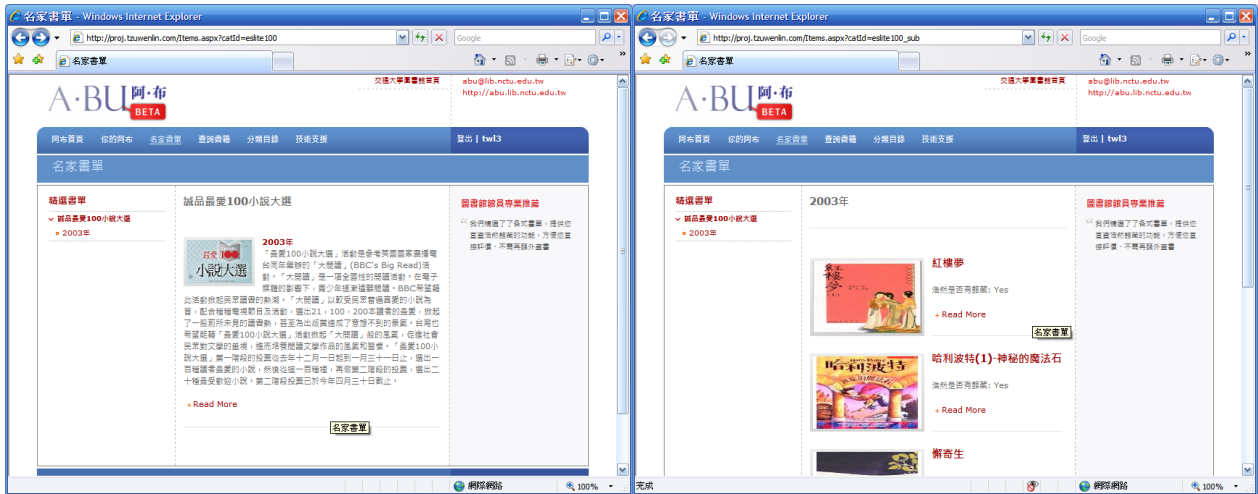 名家書單 - Windows Internet Explorer
http://proj.tzuwenlin.com/Items.aspx?catId=eslite100
Google
名家書單
交通大學圖書館首頁
abu@lib.nctu.edu.tw
http://abu.lib.nctu.edu.tw
A·BU 阿·布
BETA
阿布首頁 你的阿布 名家書單 查詢書籍 分類目錄 技術支援
登出 | twl3
名家書單
精選書單
誠品最愛100小說大選
2003年
誠品最愛100小說大選
最愛100
小說大選
2003年
「最愛100小說大選」活動是參考英國國家廣播電
台同年舉辦的「大閱讀」(BBC's Big Read)活
動。「大閱讀」是一項全國性的閱讀活動。在電子
媒體的影響下，青少年逐漸遠離閱讀。BBC希望藉
此活動掀起民眾讀書的熱潮。「大閱讀」以歡受民眾普遍喜愛的小說為
首，配合種種電視節目及活動，選出21，100，200本讀者的最愛，掀起
了一股前所未見的讀書熱，甚至為出版業造成了意想不到的景氣。台灣也
希望能藉「最愛100小說大選」活動掀起「大閱讀」般的風氣，促進社會
民眾對文學的重視，進而培養閱讀文學作品的風氣和習慣。「最愛100小
說大選」第一階段的投票從去年十二月一日起到一月三十一日止，選出一
百種讀者最愛的小說，然後從這一百種裡，再做第二階段的投票，選出二
十種最受歡迎小說。第二階段投票已於今年四月三十日截止。
Read More
名家書單
圖書館館員專業推薦
我們精選了了各式書單，提供您
直查浩然館藏的功能，方便您直
接評價、不需再額外查書
網際網路
100%
名家書單 - Windows Internet Explorer
http://proj.tzuwenlin.com/Items.aspx?catId=eslite100_sub
Google
名家書單
交通大學圖書館首頁
abu@lib.nctu.edu.tw
http://abu.lib.nctu.edu.tw
A·BU 阿·布
BETA
阿布首頁 你的阿布 名家書單 查詢書籍 分類目錄 技術支援
登出 | twl3
名家書單
精選書單
誠品最愛100小說大選
2003年
2003年
紅樓夢
紅樓夢
浩然是否有館藏: Yes
Read More
名家書單
哈利波特
哈利波特(1)-神秘的魔法石
浩然是否有館藏: Yes
Read More
懈寄生
圖書館館員專業推薦
我們精選了了各式書單，提供您
直查浩然館藏的功能，方便您直
接評價、不需再額外查書
完成
網際網路
100%